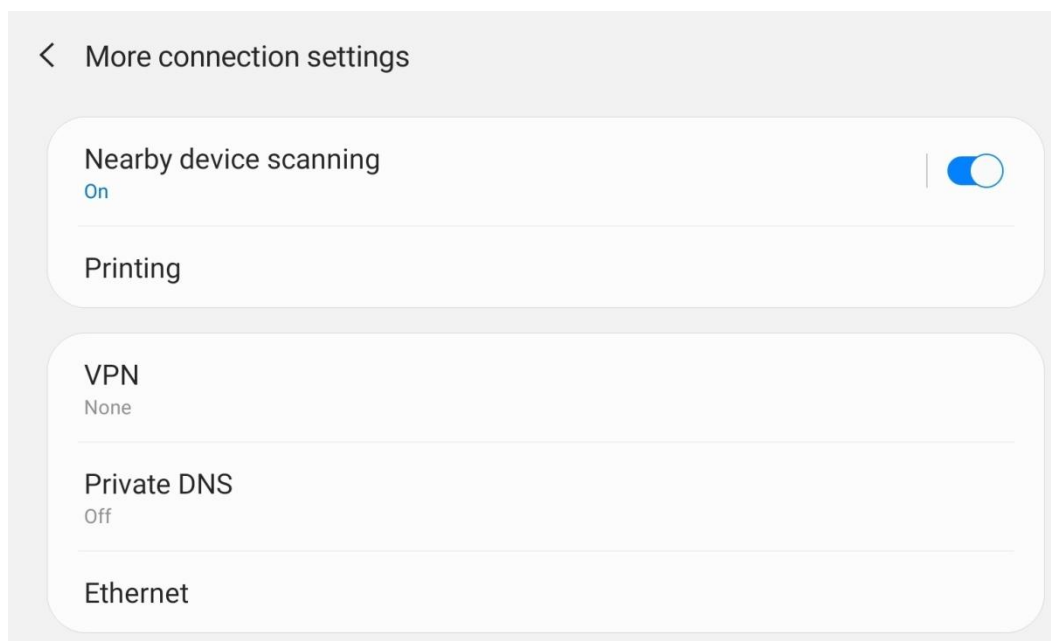 More connection settings
Nearby device scanning
On
Printing
VPN
None
Private DNS
Off
Ethernet